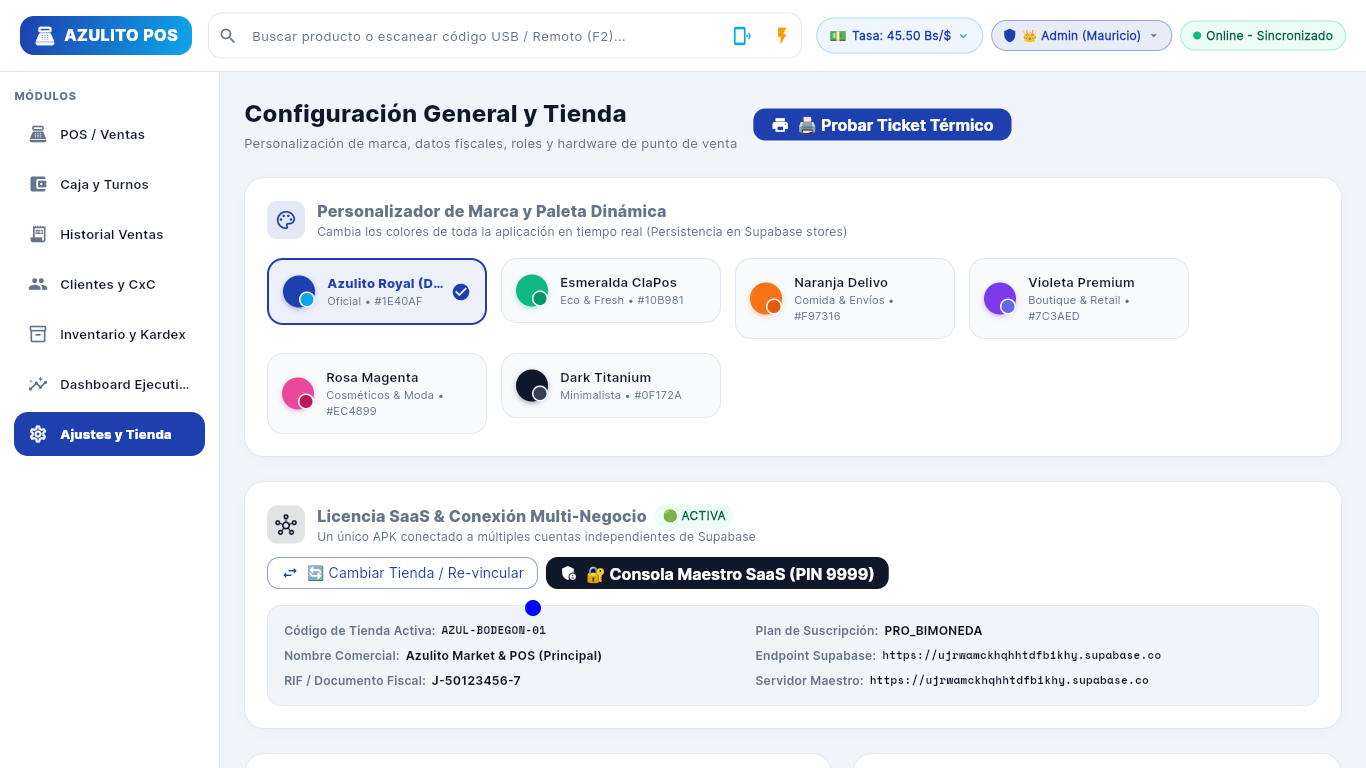 AZULITO POS
Buscar producto o escanear código USB / Remoto (F2)...
💵 Tasa: 45.50 Bs/$
👑 Admin (Mauricio)
Online - Sincronizado
MÓDULOS
POS / Ventas
Caja y Turnos
Historial Ventas
Clientes y CxC
Inventario y Kardex
Dashboard Ejecuti...
Ajustes y Tienda
Configuración General y Tienda
Personalización de marca, datos fiscales, roles y hardware de punto de venta
🖨️ Probar Ticket Térmico
Personalizador de Marca y Paleta Dinámica
Cambia los colores de toda la aplicación en tiempo real (Persistencia en Supabase stores)
Azulito Royal (D...
Oficial • #1E40AF
Esmeralda ClaPos
Eco & Fresh • #10B981
Naranja Delivo
Comida & Envíos •
#F97316
Violeta Premium
Boutique & Retail •
#7C3AED
Rosa Magenta
Cosméticos & Moda •
#EC4899
Dark Titanium
Minimalista • #0F172A
Licencia SaaS & Conexión Multi-Negocio
🟢 ACTIVA
Un único APK conectado a múltiples cuentas independientes de Supabase
🔄 Cambiar Tienda / Re-vincular
🔐 Consola Maestro SaaS (PIN 9999)
Código de Tienda Activa: AZUL-BODEGON-01
Nombre Comercial: Azulito Market & POS (Principal)
RIF / Documento Fiscal: J-50123456-7
Plan de Suscripción: PRO_BIMONEDA
Endpoint Supabase: https://ujrwamckhqhhtdfbikhy.supabase.co
Servidor Maestro: https://ujrwamckhqhhtdfbikhy.supabase.co